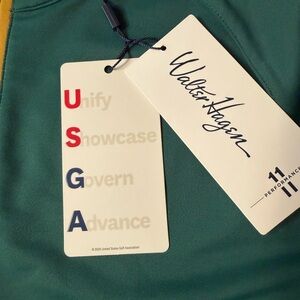 Unify
Showcase
Govern
Advance
© 2020 United States Golf Association
Walter Hagen
11
PERFORMANCE
11